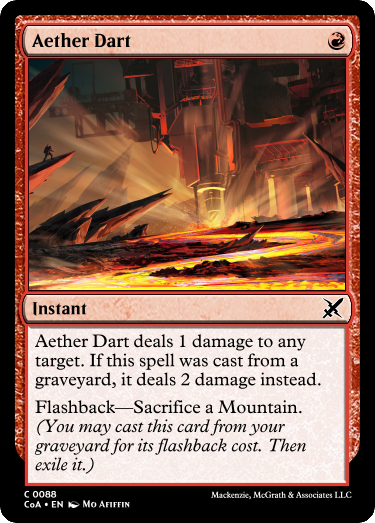 Aether Dart
Instant
Aether Dart deals 1 damage to any
target. If this spell was cast from a
graveyard, it deals 2 damage instead.
Flashback—Sacrifice a Mountain.
(You may cast this card from your
graveyard for its flashback cost. Then
exile it.)
C 0088
CoA • EN Mo Afiffin
Mackenzie, McGrath & Associates LLC